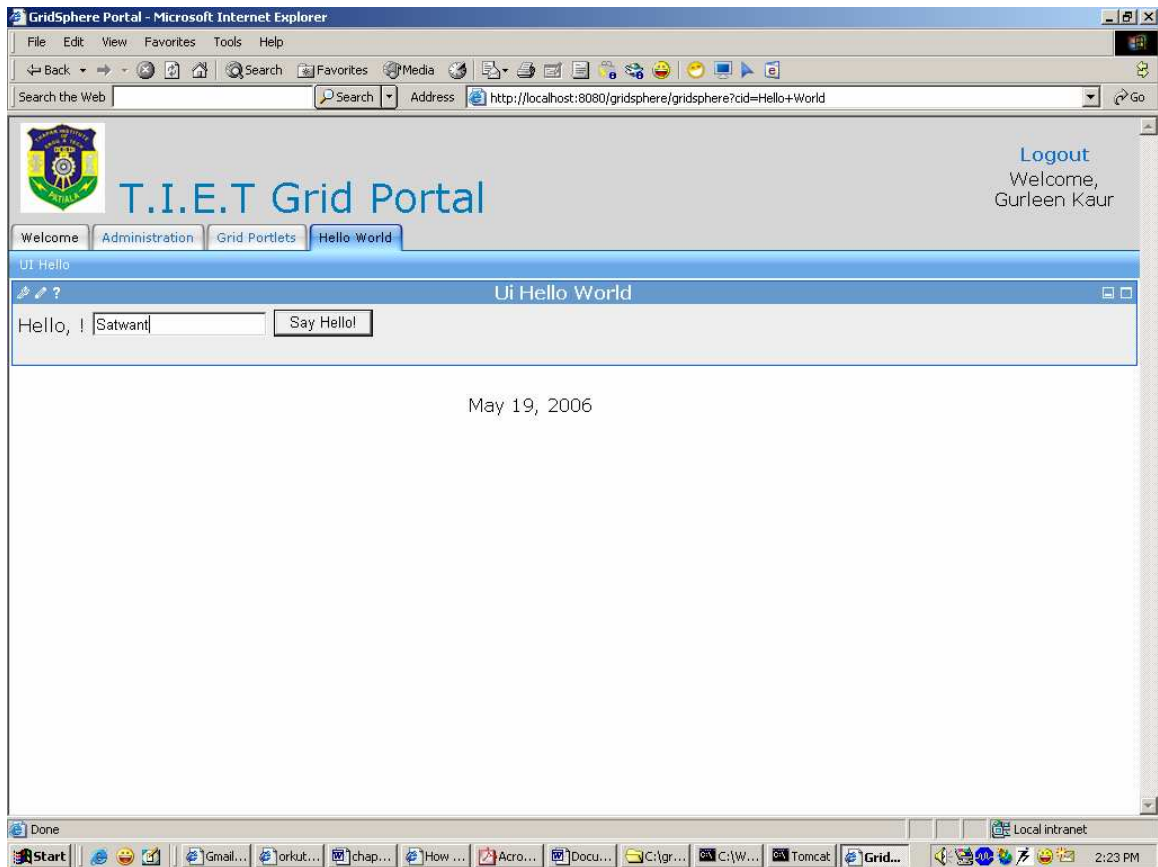 GridSphere Portal - Microsoft Internet Explorer
File Edit View Favorites Tools Help
Back Search Favorites Media
Search the Web Search Address http://localhost:8080/gridsphere/gridsphere?cid=Hello+World Go
PATIALA
T.I.E.T Grid Portal
Logout
Welcome,
Gurleen Kaur
Welcome Administration Grid Portlets Hello World
UI Hello
? Ui Hello World
Hello, ! Satwant Say Hello!
May 19, 2006
Done Local intranet
Start Gmail... orkut... chap... How ... Acro... Docu... C:\gr... C:\W... Tomcat Grid... 2:23 PM